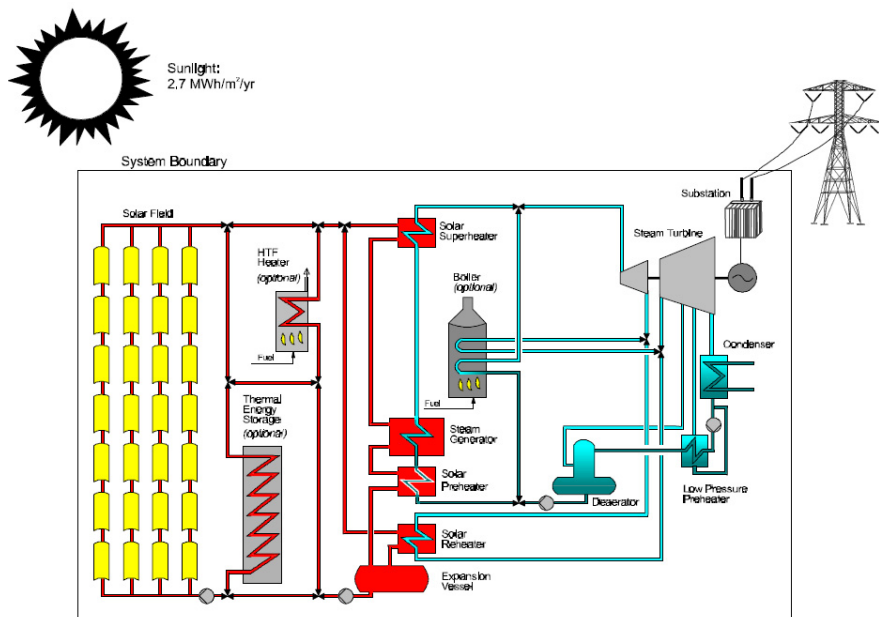 Sunlight:
2,7 MWh/m²/yr
System Boundary
Substation
Solar Field
Solar
Superheater
Steam Turbine
HTF
Heater
(optional)
Boiler
(optional)
Fuel
Condenser
Thermal
Energy
Storage
(optional)
Fuel
Steam
Generator
Solar
Preheater
Deaerator
Low Pressure
Preheater
Solar
Reheater
Expansion
Vessel